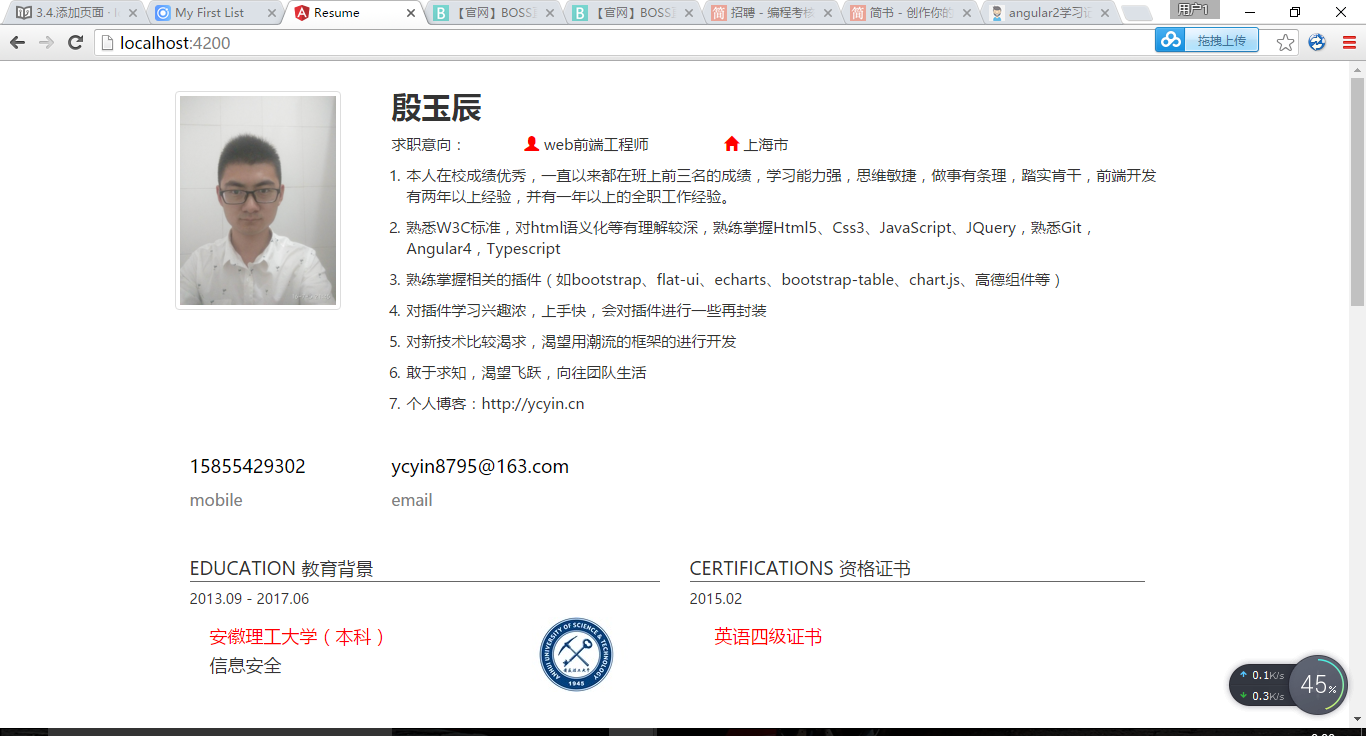 3.4.添加页面 ·
My First List
Resume
【官网】BOSS
【官网】BOSS
招聘 - 编程考
简书 - 创作你的
angular2学习记
用户1
localhost:4200
拖拽上传
殷玉辰
求职意向： web前端工程师 上海市
1. 本人在校成绩优秀，一直以来都在班上前三名的成绩，学习能力强，思维敏捷，做事有条理，踏实肯干，前端开发
有两年以上经验，并有一年以上的全职工作经验。
2. 熟悉W3C标准，对html语义化等有理解较深，熟练掌握Html5、Css3、JavaScript、JQuery，熟悉Git，
Angular4，Typescript
3. 熟练掌握相关的插件（如bootstrap、flat-ui、echarts、bootstrap-table、chart.js、高德组件等）
4. 对插件学习兴趣浓，上手快，会对插件进行一些再封装
5. 对新技术比较渴求，渴望用潮流的框架的进行开发
6. 敢于求知，渴望飞跃，向往团队生活
7. 个人博客：http://ycyin.cn
15855429302 ycyin8795@163.com
mobile email
EDUCATION 教育背景
2013.09 - 2017.06
安徽理工大学（本科）
信息安全
ANHUI UNIVERSITY OF SCIENCE & TECHNOLOGY
安徽理工大学
1945
CERTIFICATIONS 资格证书
2015.02
英语四级证书
0.1K/s
0.3K/s
45%